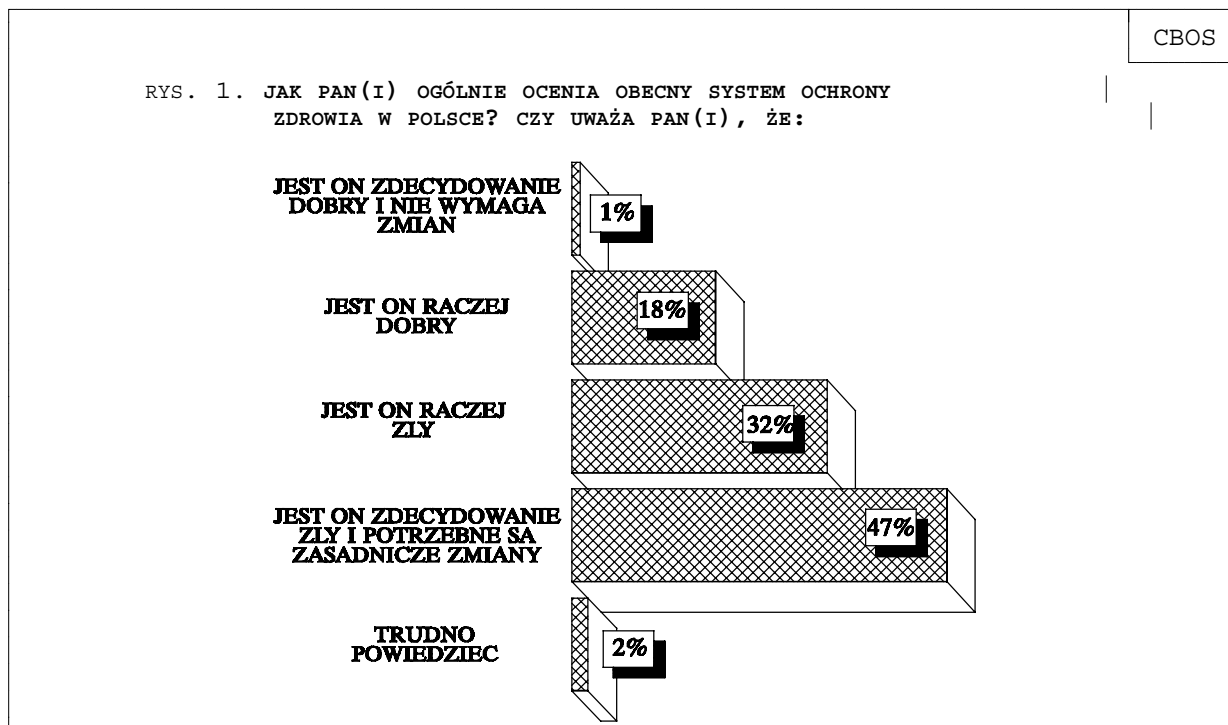 CBOS
RYS. 1. JAK PAN(I) OGÓLNIE OCENIA OBECNY SYSTEM OCHRONY
ZDROWIA W POLSCE? CZY UWAŻA PAN(I), ŻE:
JEST ON ZDECYDOWANIE
DOBRY I NIE WYMAGA
ZMIAN
1%
JEST ON RACZEJ
DOBRY
18%
JEST ON RACZEJ
ZLY
32%
JEST ON ZDECYDOWANIE
ZLY I POTRZEBNE SA
ZASADNICZE ZMIANY
47%
TRUDNO
POWIEDZIEC
2%